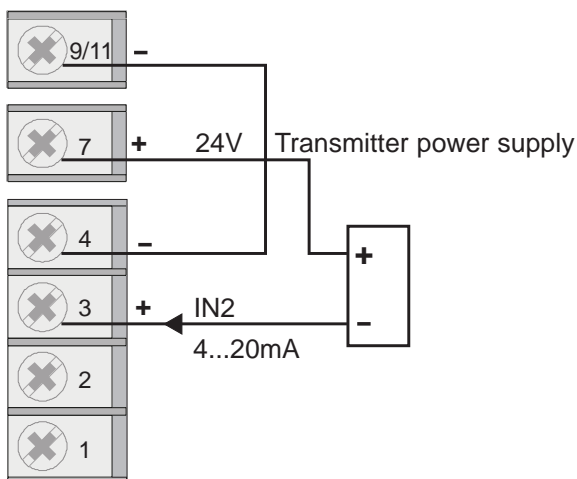 9/11 –
7 + 24V Transmitter power supply
4 –
+
3 + IN2 –
4...20mA
2
1